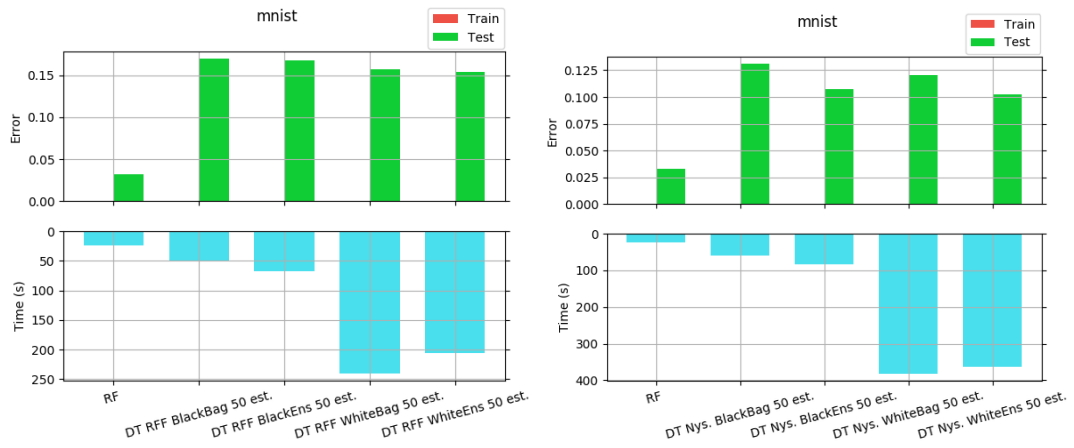 mnist
Train
Test
0.15
0.10
0.05
0.00
Error
0
50
100
150
200
250
Time (s)
RF
DT RFF BlackBag 50 est.
DT RFF BlackEns 50 est.
DT RFF WhiteBag 50 est.
DT RFF WhiteEns 50 est.
mnist
Train
Test
0.125
0.100
0.075
0.050
0.025
0.000
Error
0
100
200
300
400
Time (s)
RF
DT Nys. BlackBag 50 est.
DT Nys. BlackEns 50 est.
DT Nys. WhiteBag 50 est.
DT Nys. WhiteEns 50 est.